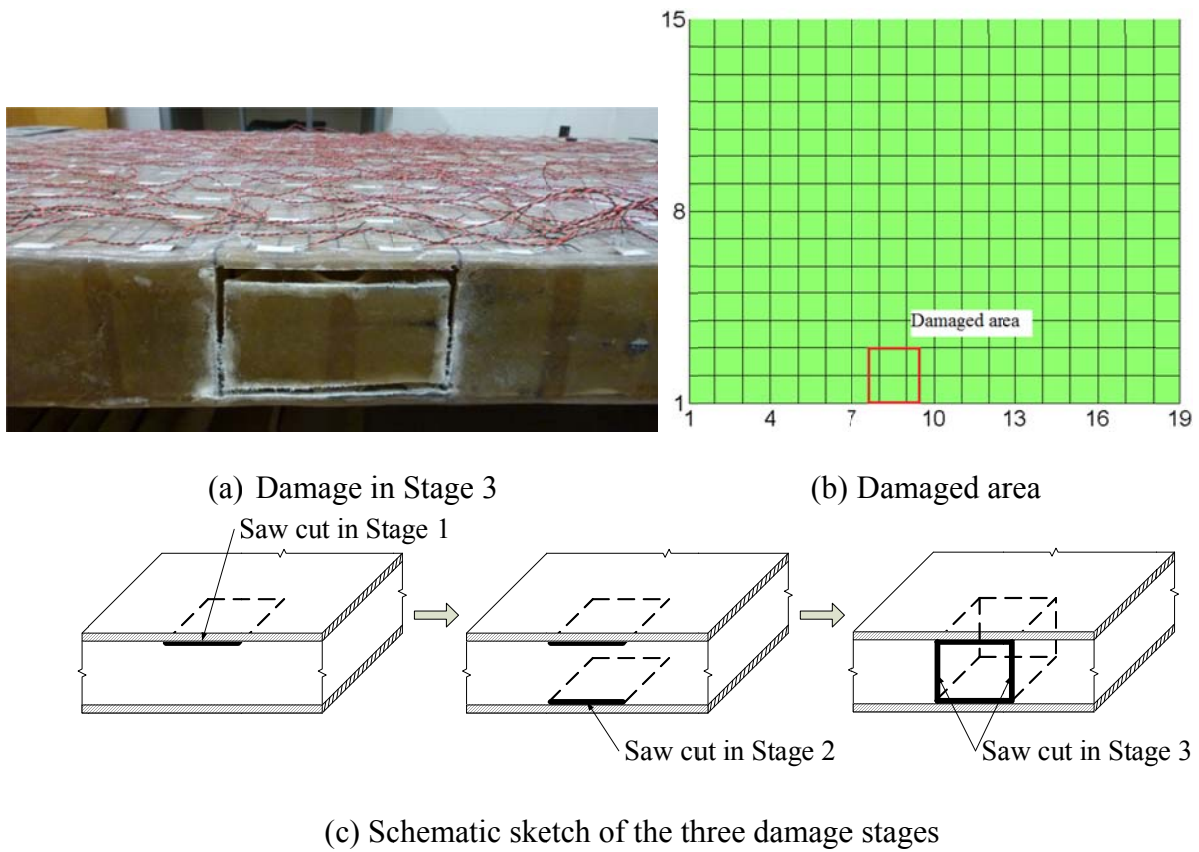 15
8
Damaged area
1
1 4 7 10 13 16 19
(a) Damage in Stage 3
(b) Damaged area
Saw cut in Stage 1
Saw cut in Stage 2
Saw cut in Stage 3
(c) Schematic sketch of the three damage stages